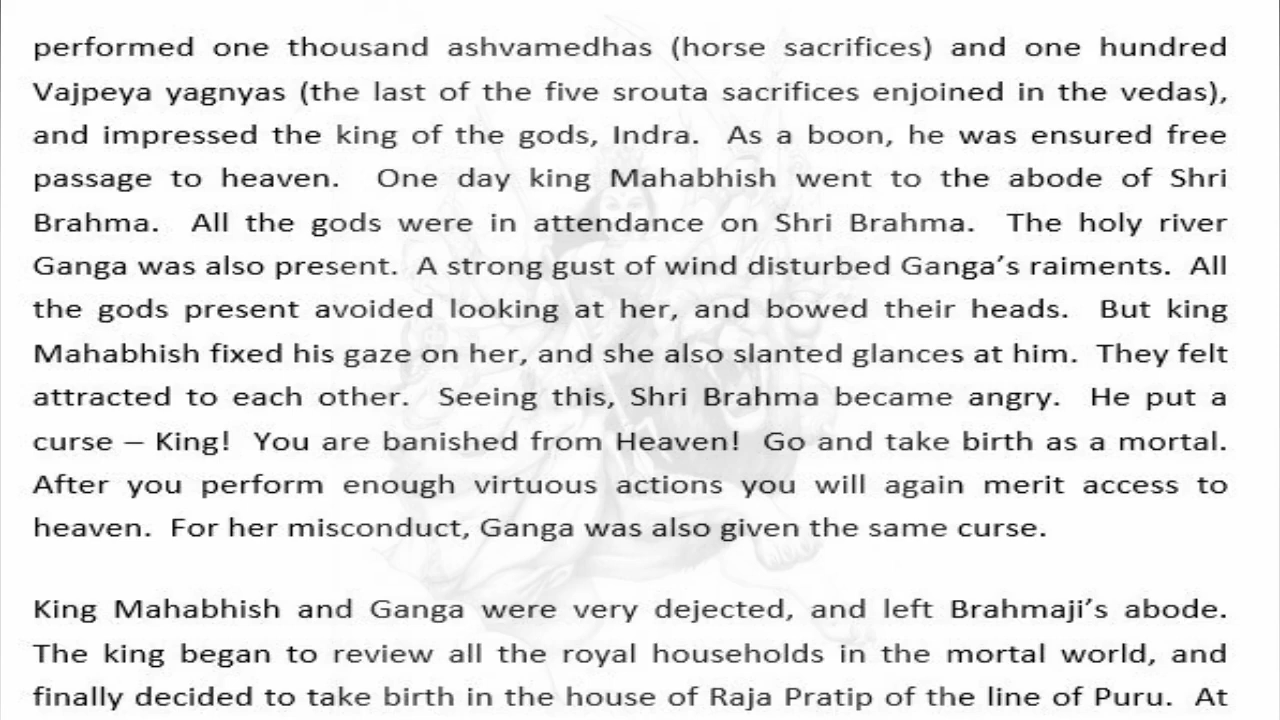 performed one thousand ashvamedhas (horse sacrifices) and one hundred
Vajpeya yagnyas (the last of the five srouta sacrifices enjoined in the vedas),
and impressed the king of the gods, Indra. As a boon, he was ensured free
passage to heaven. One day king Mahabhish went to the abode of Shri
Brahma. All the gods were in attendance on Shri Brahma. The holy river
Ganga was also present. A strong gust of wind disturbed Ganga’s raiments. All
the gods present avoided looking at her, and bowed their heads. But king
Mahabhish fixed his gaze on her, and she also slanted glances at him. They felt
attracted to each other. Seeing this, Shri Brahma became angry. He put a
curse – King! You are banished from Heaven! Go and take birth as a mortal.
After you perform enough virtuous actions you will again merit access to
heaven. For her misconduct, Ganga was also given the same curse.
King Mahabhish and Ganga were very dejected, and left Brahmaji’s abode.
The king began to review all the royal households in the mortal world, and
finally decided to take birth in the house of Raja Pratip of the line of Puru. At